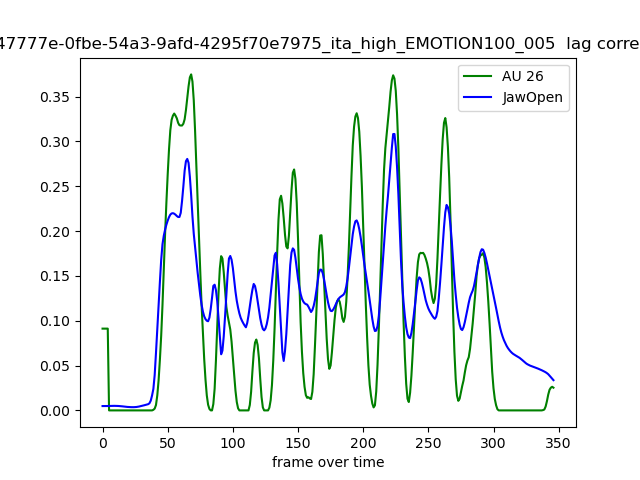 47777e-0fbe-54a3-9afd-4295f70e7975_ita_high_EMOTION100_005 lag corre
AU 26
JawOpen
0.35
0.30
0.25
0.20
0.15
0.10
0.05
0.00
0 50 100 150 200 250 300 350
frame over time